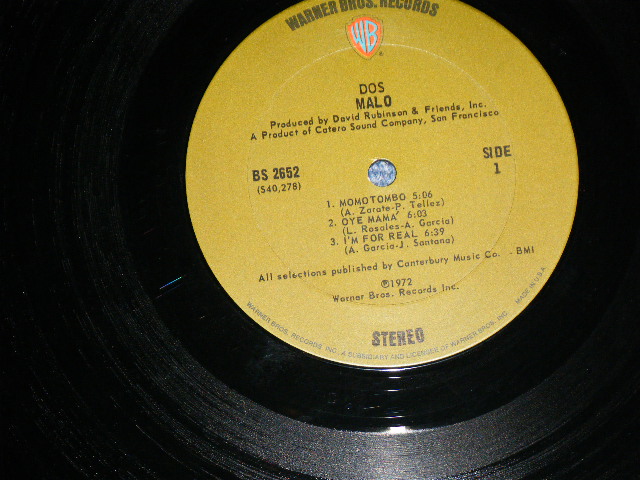 WARNER BROS. RECORDS
WB
®
DOS
MALO
Produced by David Rubinson & Friends, Inc.
A Product of Catero Sound Company, San Francisco
BS 2652
(S40,278)
SIDE
1
1. MOMOTOMBO 5:06
(A. Zarate-P. Tellez)
2. OYE MAMA' 6:03
(L. Rosales-A. Garcia)
3. I'M FOR REAL 6:39
(A. Garcia-J. Santana)
All selections published by Canterbury Music Co. - BMI
℗1972
Warner Bros. Records Inc.
STEREO
WARNER BROS. RECORDS INC., A SUBSIDIARY AND LICENSEE OF WARNER BROS. INC. MADE IN U.S.A.